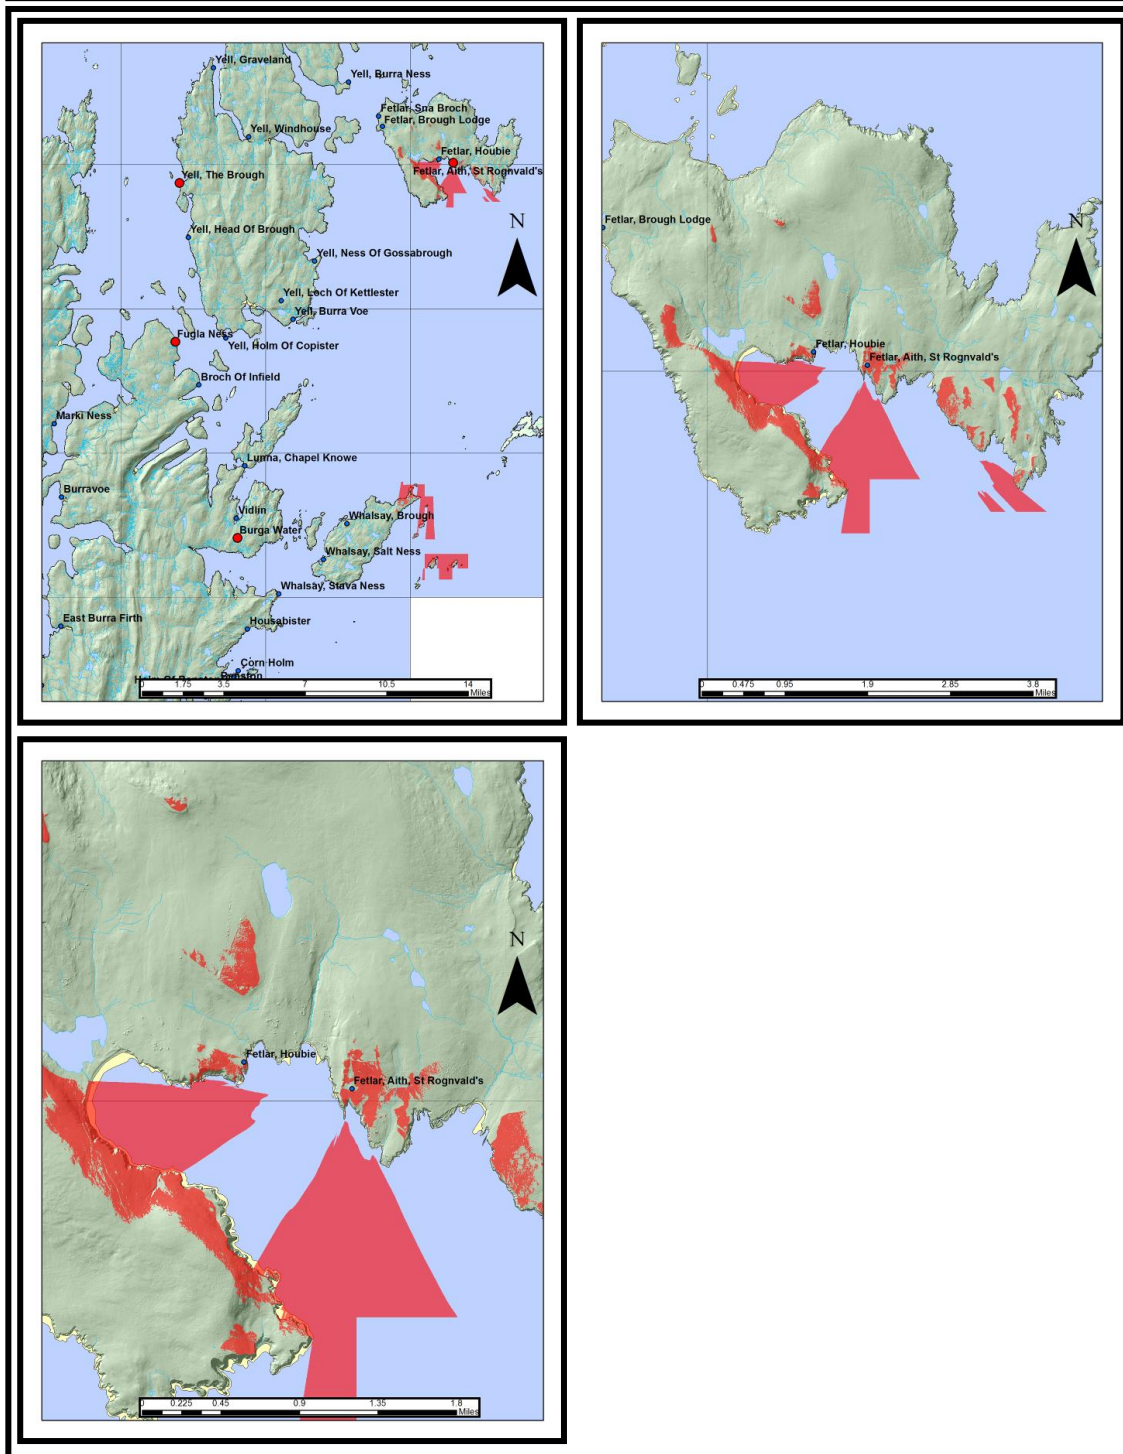 Yell, Graveland
Yell, Burra Ness
Fetlar, Sna Broch
Fetlar, Brough Lodge
Yell, Windhouse
Fetlar, Houbie
Fetlar, Aith, St Rognvald's
Yell, The Brough
N
Yell, Head Of Brough
Yell, Ness Of Gossabrough
Yell, Loch Of Kettlester
Yell, Burra Voe
Fugla Ness
Yell, Holm Of Copister
Broch Of Infield
Marki Ness
Lunna, Chapel Knowe
Burravoe
Vidlin
Whalsay, Brough
Burga Water
Whalsay, Salt Ness
Whalsay, Stava Ness
East Burra Firth
Housabister
Corn Holm
0 1.75 3.5 7 10.5 14
Miles
Fetlar, Brough Lodge
N
Fetlar, Houbie
Fetlar, Aith, St Rognvald's
0 0.475 0.95 1.9 2.85 3.8
Miles
N
Fetlar, Houbie
Fetlar, Aith, St Rognvald's
0 0.225 0.45 0.9 1.35 1.8
Miles